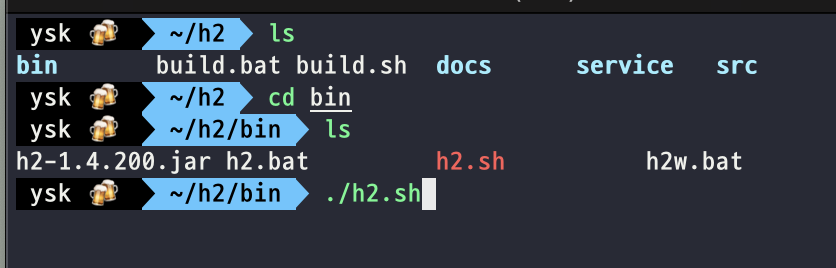 ysk 🍻 ~/h2 ls
bin build.bat build.sh docs service src
ysk 🍻 ~/h2 cd bin
ysk 🍻 ~/h2/bin ls
h2-1.4.200.jar h2.bat h2.sh h2w.bat
ysk 🍻 ~/h2/bin ./h2.sh